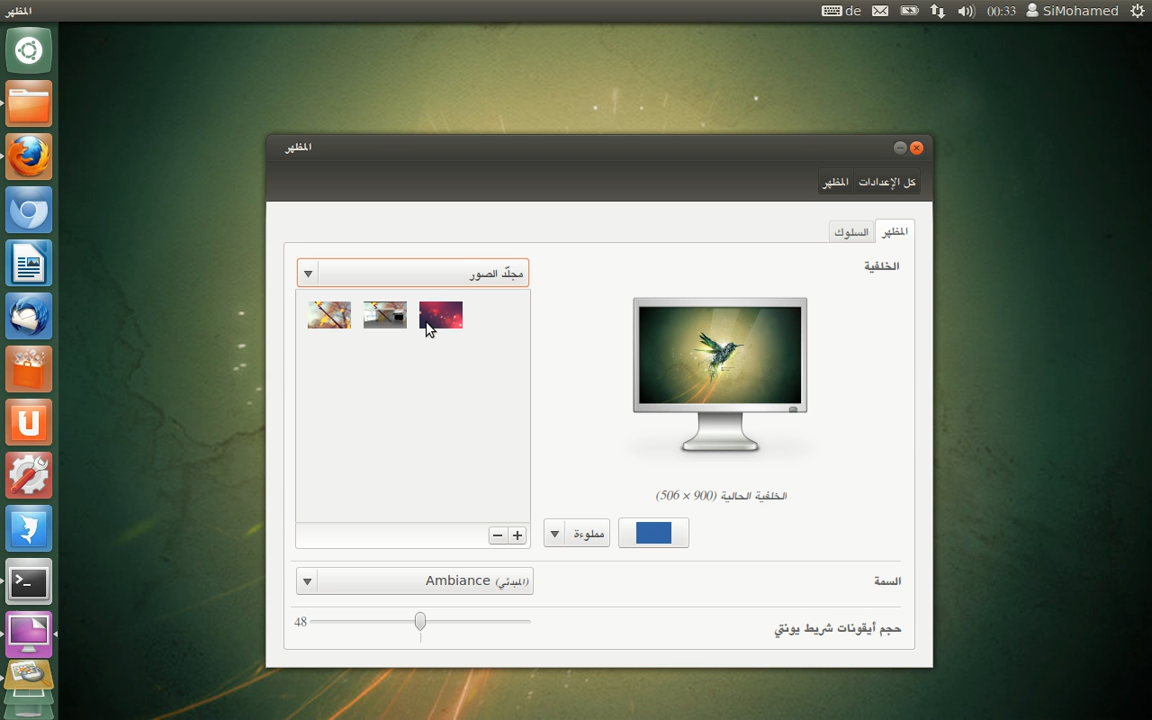 المظهر
de
00:33
SiMohamed
المظهر
كل الإعدادات
المظهر
المظهر
السلوك
الخلفية
مجلّد الصور
الخلفية الحالية (900 × 506)
مملوءة
السمة
Ambiance (المبدئي)
حجم أيقونات شريط يونتي
48